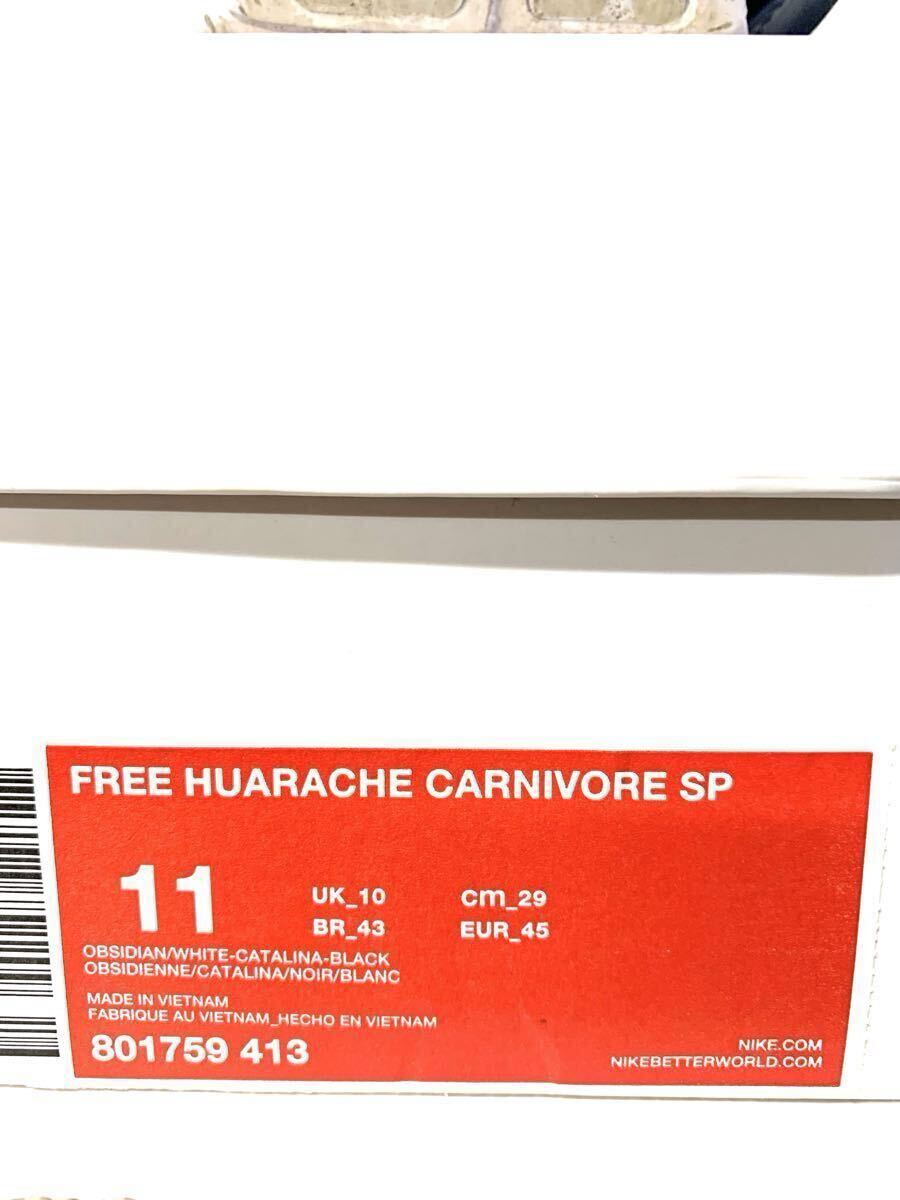 FREE HUARACHE CARNIVORE SP
11
UK_10 cm_29
BR_43 EUR_45
OBSIDIAN/WHITE-CATALINA-BLACK
OBSIDIENNE/CATALINA/NOIR/BLANC
MADE IN VIETNAM
FABRIQUE AU VIETNAM_HECHO EN VIETNAM
801759 413
NIKE.COM
NIKEBETTERWORLD.COM